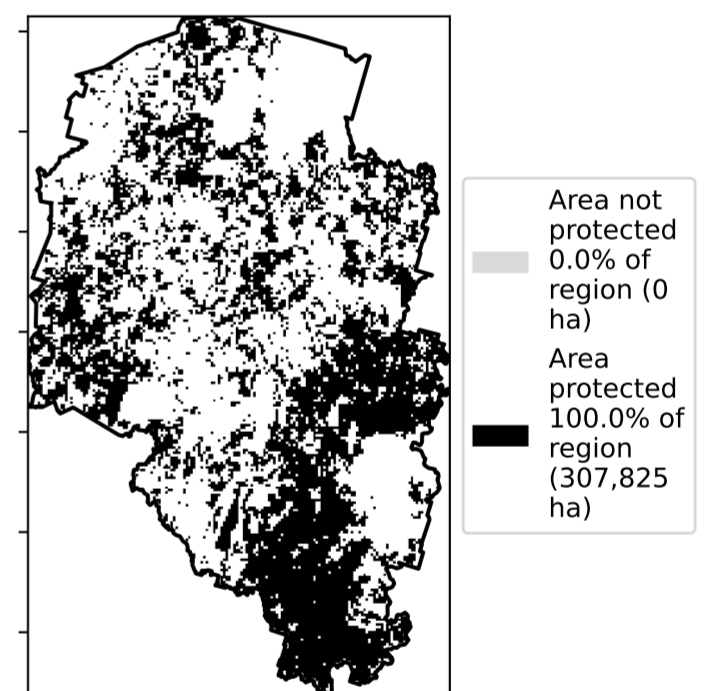 Area not
protected
0.0% of
region (0
ha)
Area
protected
100.0% of
region
(307,825
ha)